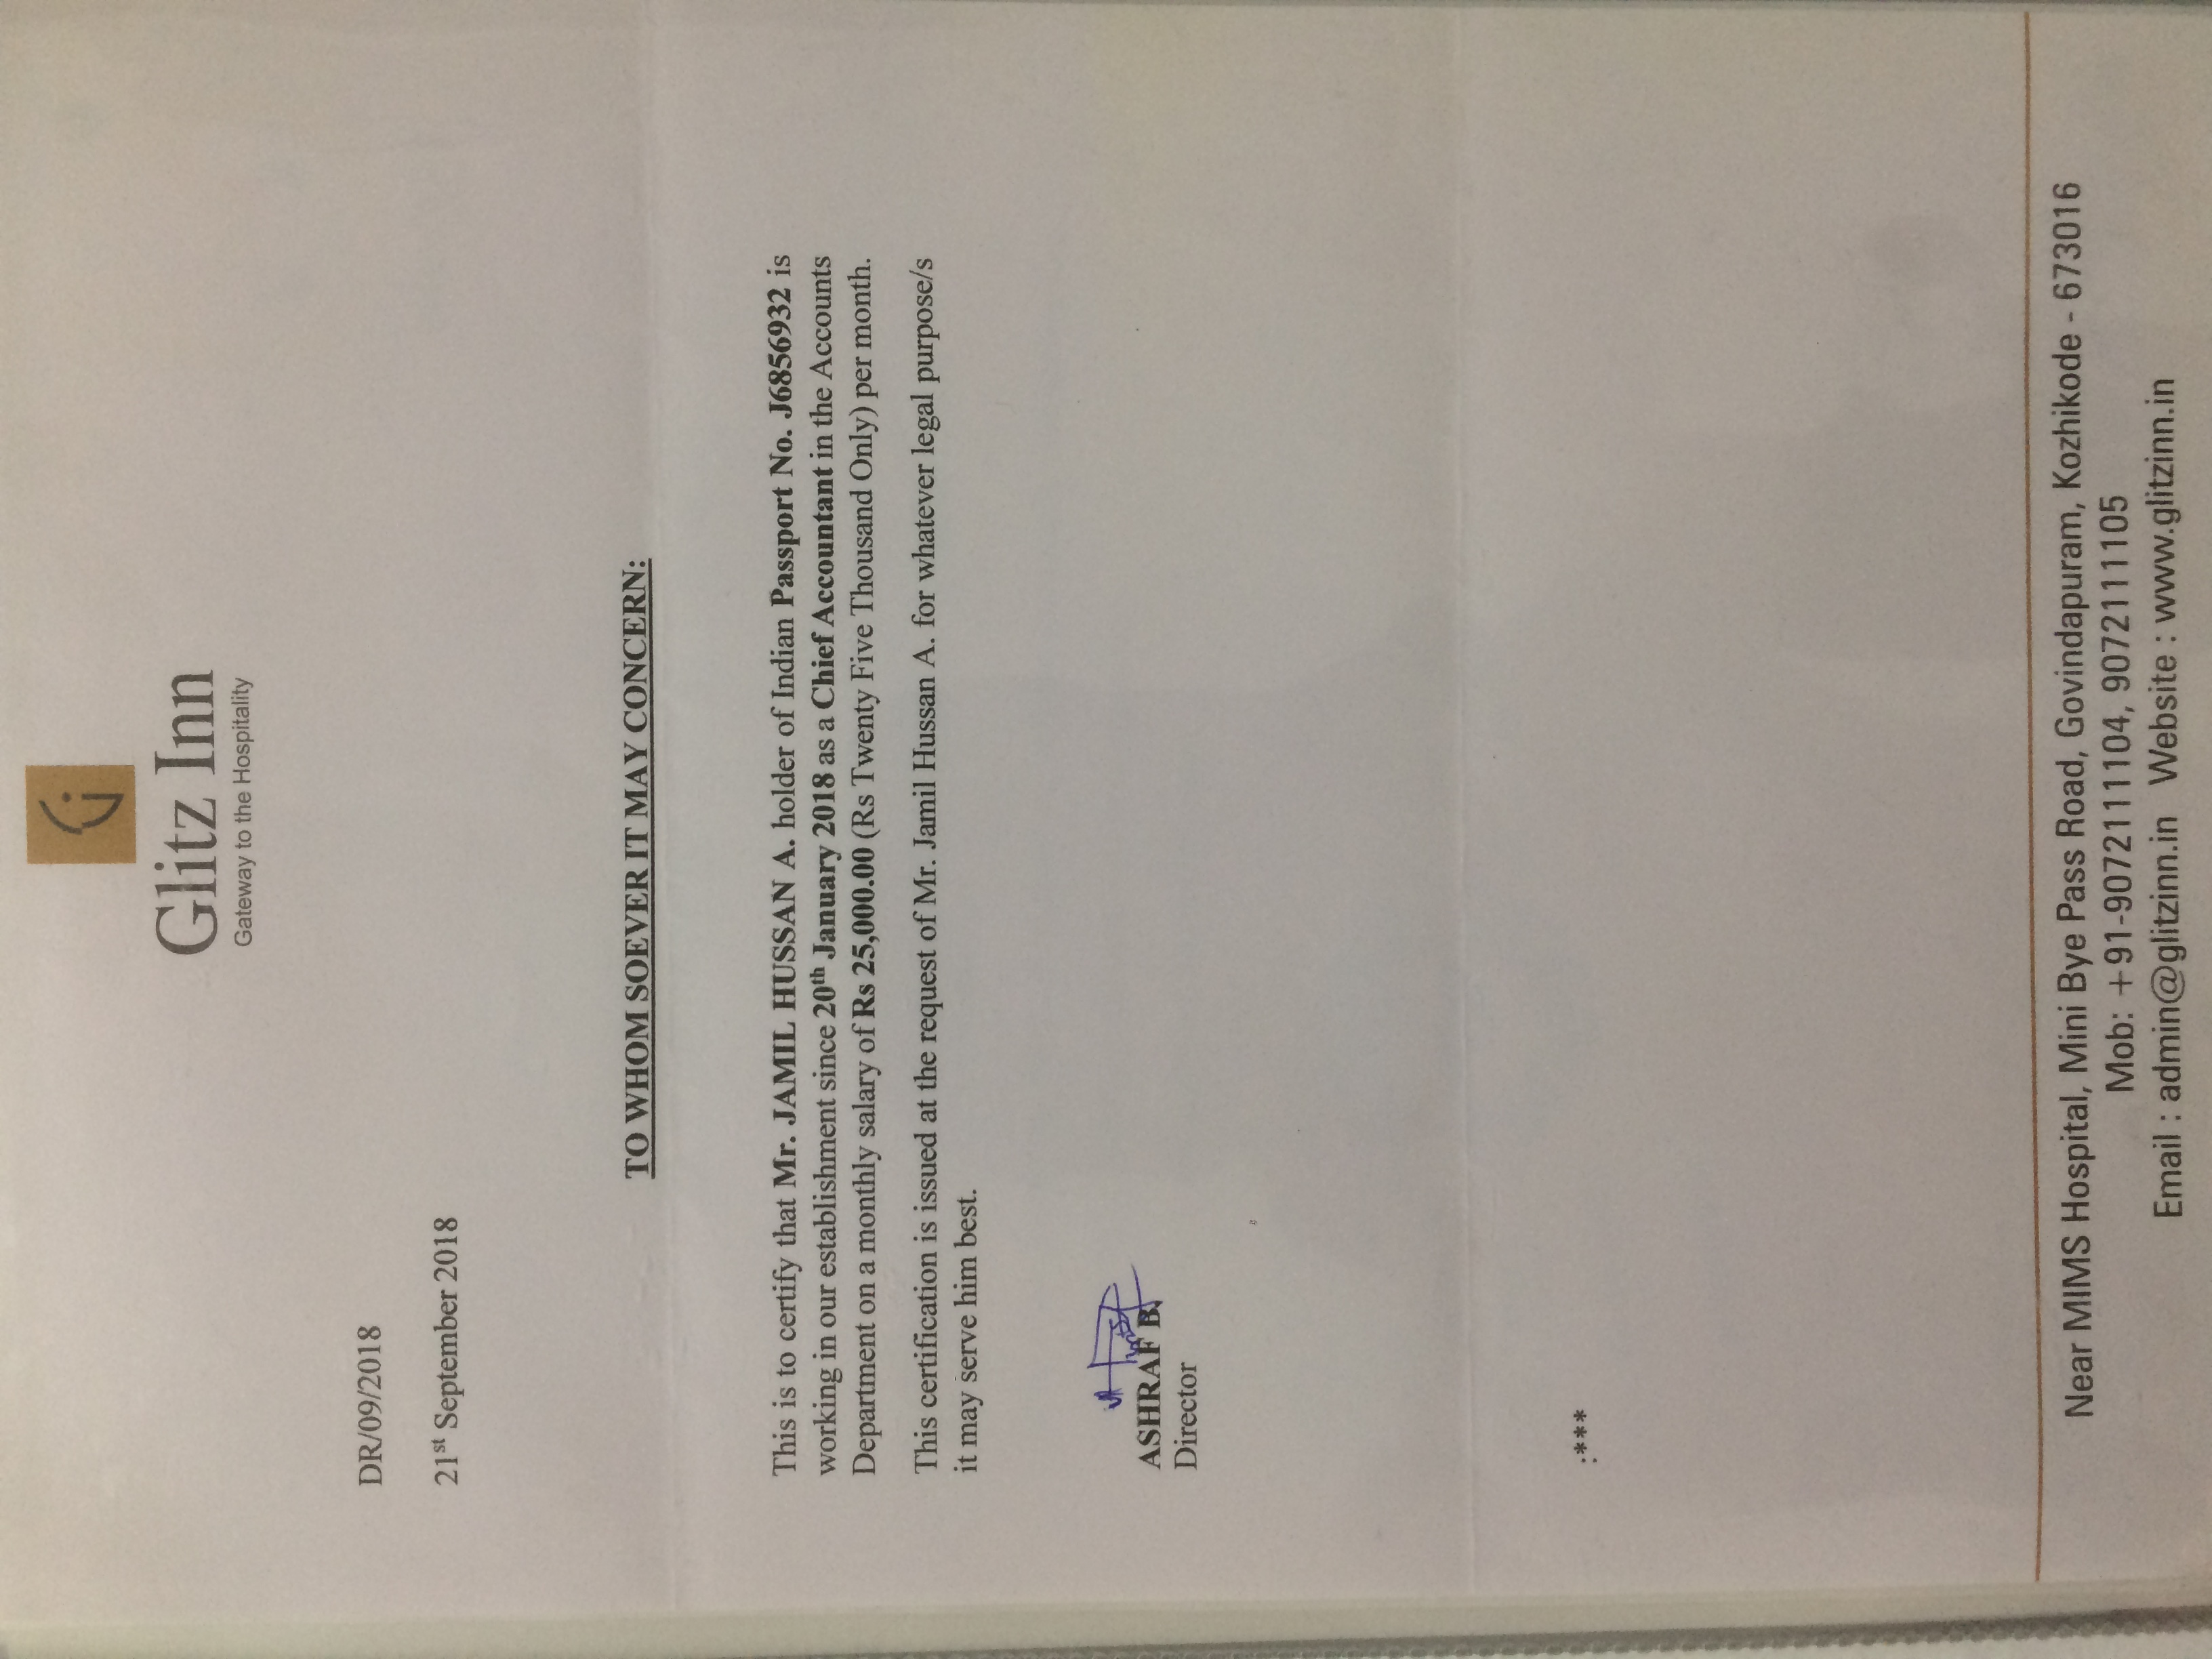 Glitz Inn
Gateway to the Hospitality
DR/09/2018
21st September 2018
TO WHOM SOEVER IT MAY CONCERN:
This is to certify that Mr. JAMIL HUSSAN A. holder of Indian Passport No. J6856932 is
working in our establishment since 20th January 2018 as a Chief Accountant in the Accounts
Department on a monthly salary of Rs 25,000.00 (Rs Twenty Five Thousand Only) per month.
This certification is issued at the request of Mr. Jamil Hussan A. for whatever legal purpose/s
it may serve him best.
ASHRAF B.
Director
:***
Near MIMS Hospital, Mini Bye Pass Road, Govindapuram, Kozhikode - 673016
Mob: +91-9072111104, 9072111105
Email : admin@glitzinn.in Website : www.glitzinn.in